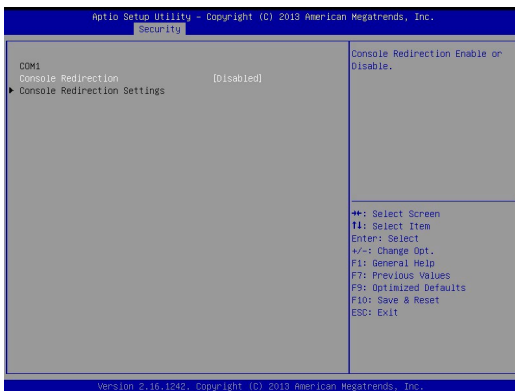 Aptio Setup Utility – Copyright (C) 2013 American Megatrends, Inc.
Security
COM1
Console Redirection [Disabled]
▶ Console Redirection Settings
Console Redirection Enable or
Disable.
→←: Select Screen
↑↓: Select Item
Enter: Select
+/-: Change Opt.
F1: General Help
F7: Previous Values
F9: Optimized Defaults
F10: Save & Reset
ESC: Exit
Version 2.16.1242. Copyright (C) 2013 American Megatrends, Inc.